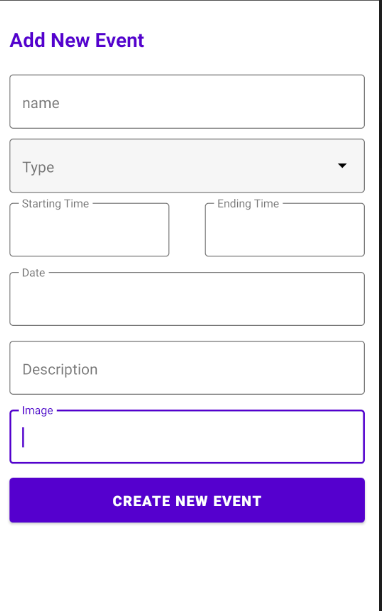 Add New Event
name
Type
Starting Time Ending Time
Date
Description
Image
CREATE NEW EVENT